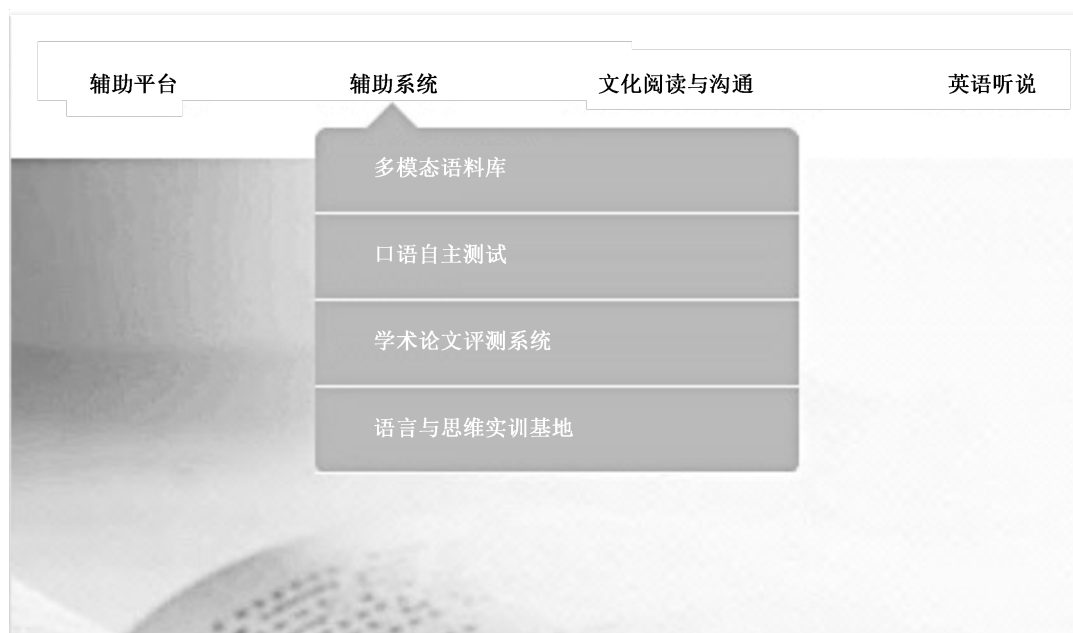 辅助平台 辅助系统 文化阅读与沟通 英语听说
多模态语料库
口语自主测试
学术论文评测系统
语言与思维实训基地